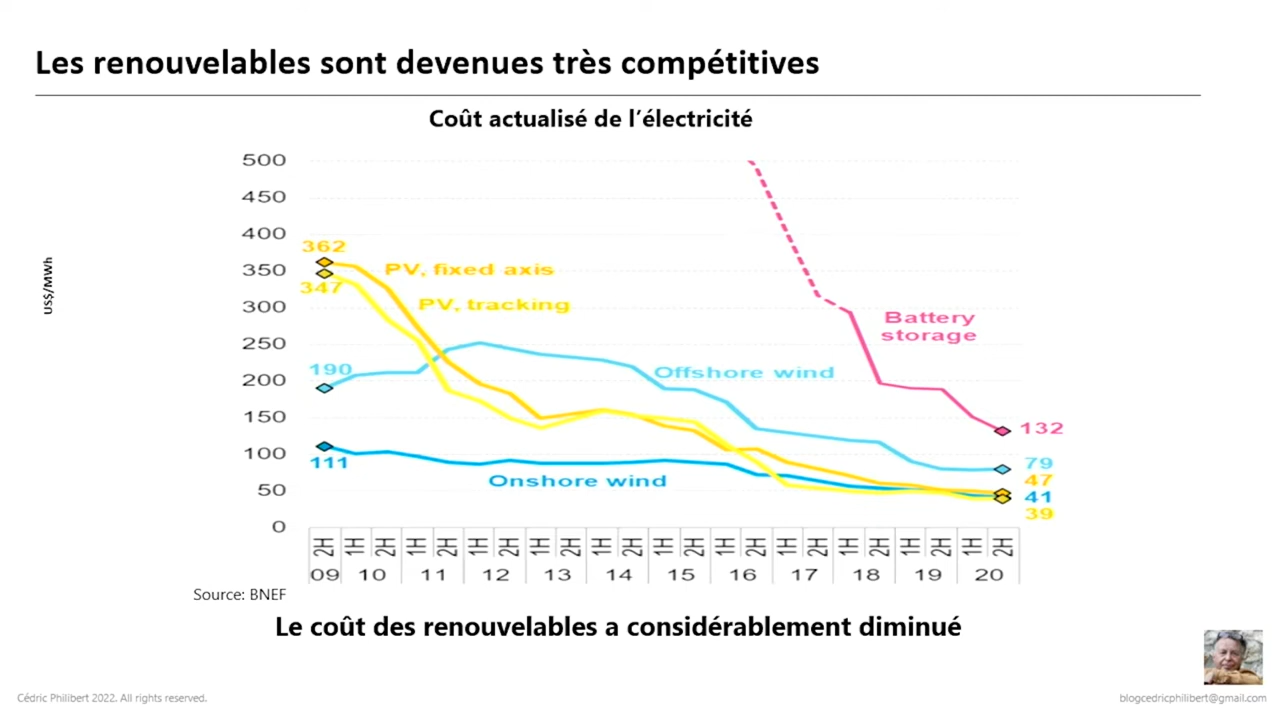 Les renouvelables sont devenues très compétitives
Coût actualisé de l'électricité
US$/MWh
500
450
400
350
300
250
200
150
100
50
0
362
347
190
111
PV, fixed axis
PV, tracking
Offshore wind
Onshore wind
Battery
storage
132
79
47
41
39
2H 1H 2H 1H 2H 1H 2H 1H 2H 1H 2H 1H 2H 1H 2H 1H 2H 1H 2H 1H 2H 1H 2H
09 10 11 12 13 14 15 16 17 18 19 20
Source: BNEF
Le coût des renouvelables a considérablement diminué
Cédric Philibert 2022. All rights reserved.
blogcedricphilibert@gmail.com